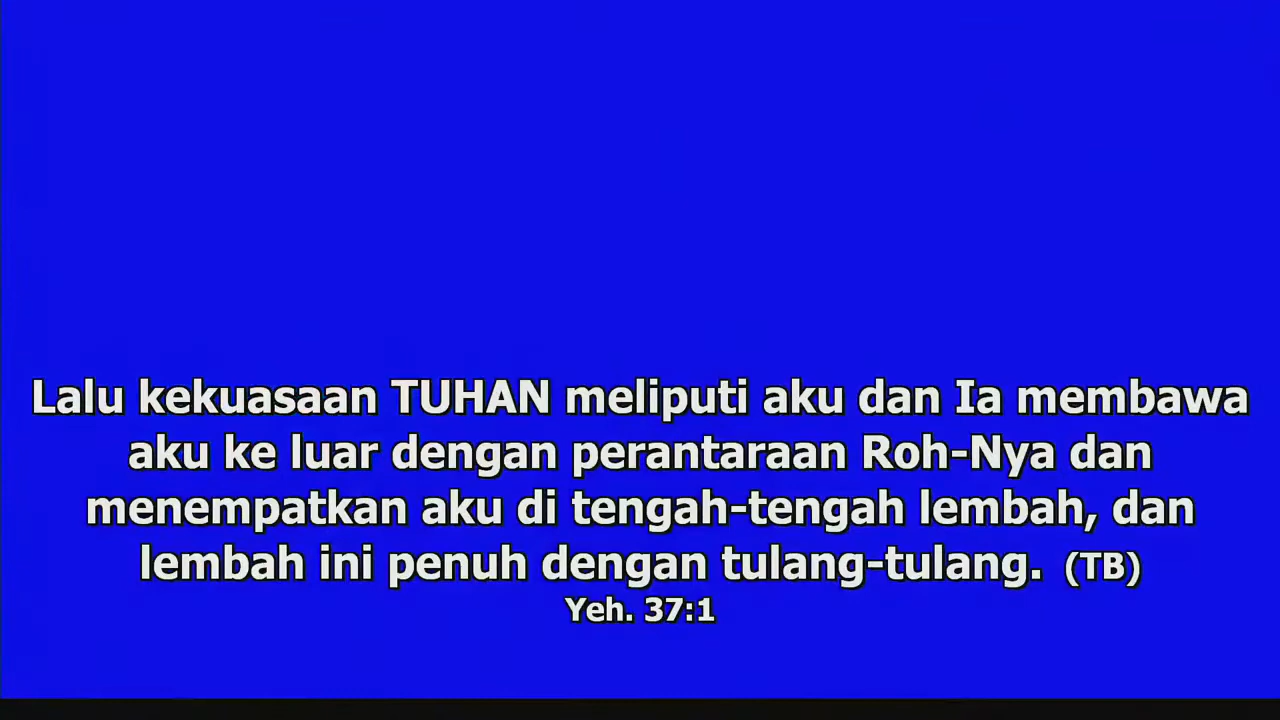 Lalu kekuasaan TUHAN meliputi aku dan Ia membawa
aku ke luar dengan perantaraan Roh-Nya dan
menempatkan aku di tengah-tengah lembah, dan
lembah ini penuh dengan tulang-tulang. (TB)
Yeh. 37:1